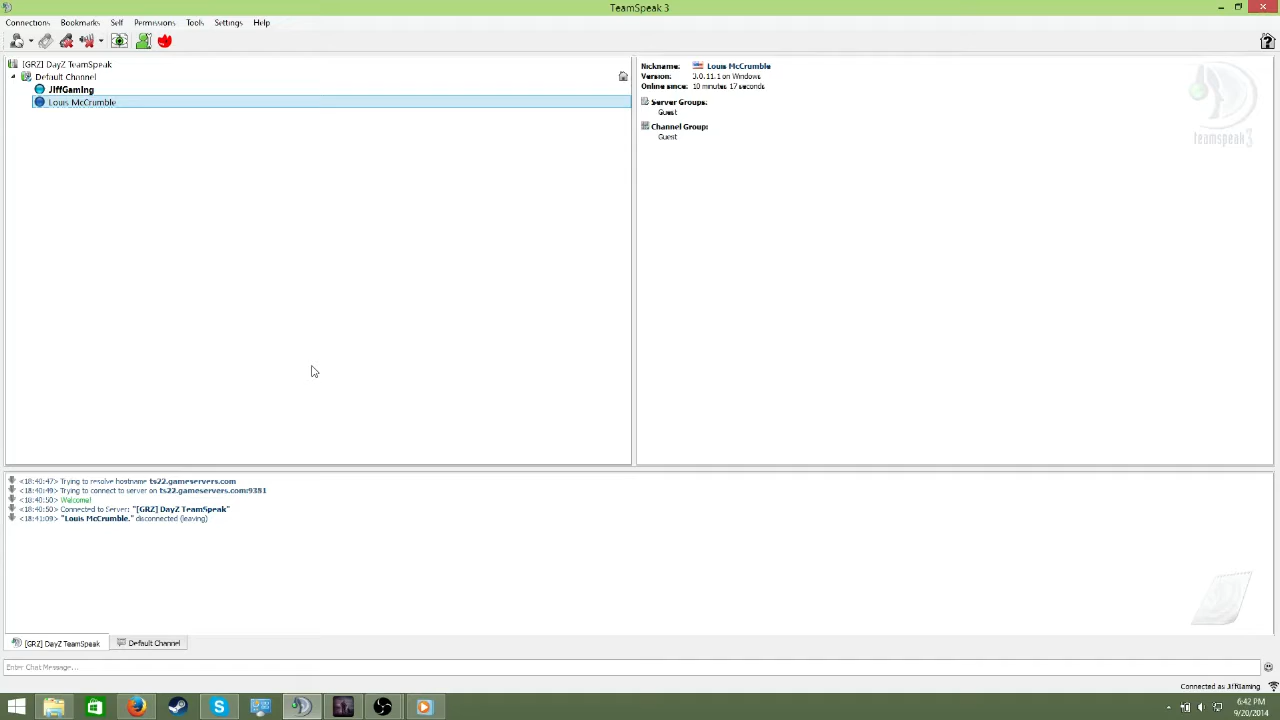 TeamSpeak 3
Connections Bookmarks Self Permissions Tools Settings Help
[GRZ] DayZ TeamSpeak
Default Channel
JiffGaming
Louis McCrumble
Nickname: Louis McCrumble
Version: 3.0.11.1 on Windows
Online since: 10 minutes 17 seconds
Server Groups:
Guest
Channel Group:
Guest
teamspeak3
<18:40:47> Trying to resolve hostname ts22.gameservers.com
<18:40:49> Trying to connect to server on ts22.gameservers.com:9381
<18:40:50> Welcome!
<18:40:50> Connected to Server: "[GRZ] DayZ TeamSpeak"
<18:41:09> "Louis McCrumble." disconnected (leaving)
[GRZ] DayZ TeamSpeak Default Channel
Enter Chat Message...
Connected as JiffGaming
6:42 PM
9/20/2014